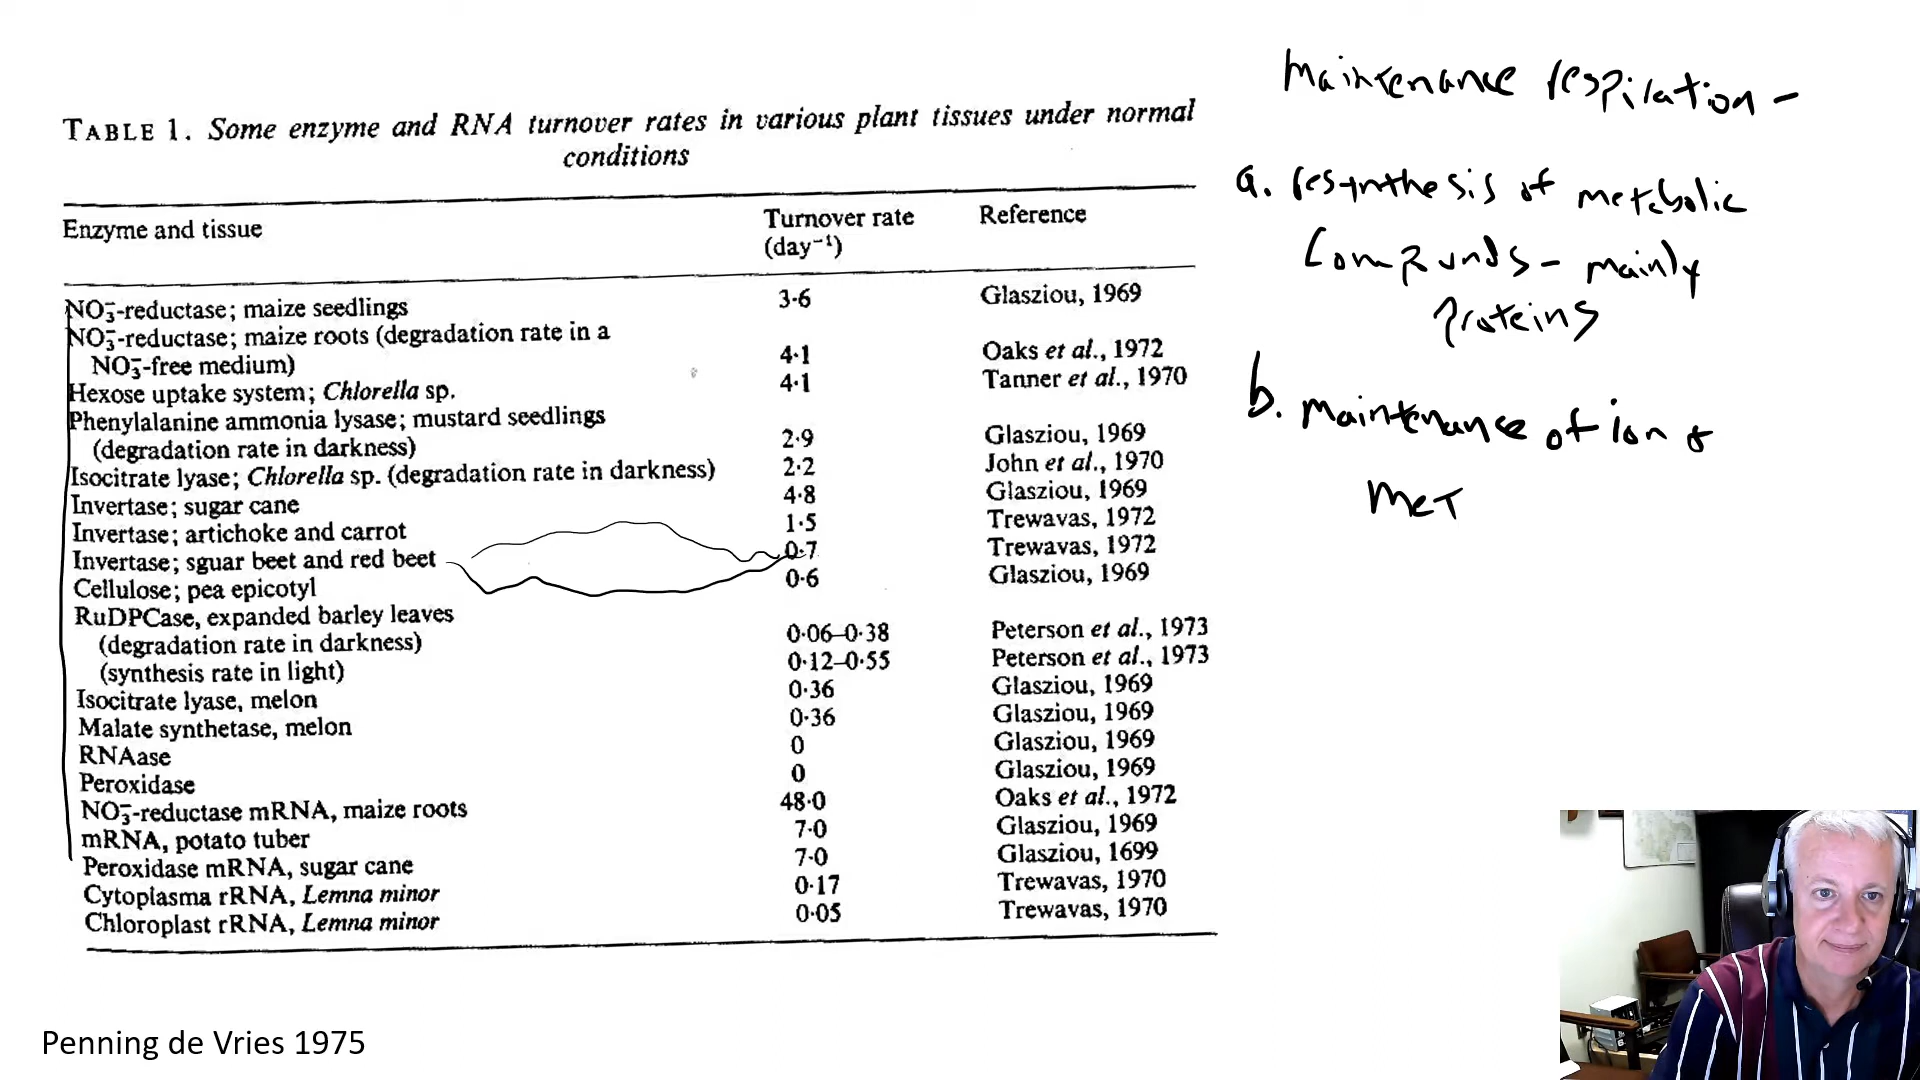 TABLE 1. Some enzyme and RNA turnover rates in various plant tissues under normal
conditions
Enzyme and tissue Turnover rate (day⁻¹) Reference
NO₃⁻-reductase; maize seedlings 3·6 Glasziou, 1969
NO₃⁻-reductase; maize roots (degradation rate in a
NO₃⁻-free medium) 4·1 Oaks et al., 1972
Hexose uptake system; Chlorella sp. 4·1 Tanner et al., 1970
Phenylalanine ammonia lysase; mustard seedlings
(degradation rate in darkness) 2·9 Glasziou, 1969
Isocitrate lyase; Chlorella sp. (degradation rate in darkness) 2·2 John et al., 1970
Invertase; sugar cane 4·8 Glasziou, 1969
Invertase; artichoke and carrot 1·5 Trewavas, 1972
Invertase; sguar beet and red beet 0·7 Trewavas, 1972
Cellulose; pea epicotyl 0·6 Glasziou, 1969
RuDPCase, expanded barley leaves
(degradation rate in darkness) 0·06–0·38 Peterson et al., 1973
(synthesis rate in light) 0·12–0·55 Peterson et al., 1973
Isocitrate lyase, melon 0·36 Glasziou, 1969
Malate synthetase, melon 0·36 Glasziou, 1969
RNAase 0 Glasziou, 1969
Peroxidase 0 Glasziou, 1969
NO₃⁻-reductase mRNA, maize roots 48·0 Oaks et al., 1972
mRNA, potato tuber 7·0 Glasziou, 1969
Peroxidase mRNA, sugar cane 7·0 Glasziou, 1699
Cytoplasma rRNA, Lemna minor 0·17 Trewavas, 1970
Chloroplast rRNA, Lemna minor 0·05 Trewavas, 1970
Penning de Vries 1975
Maintenance respiration -
a. resynthesis of metabolic
Compounds - mainly
proteins
b. maintenance of ion &
Met